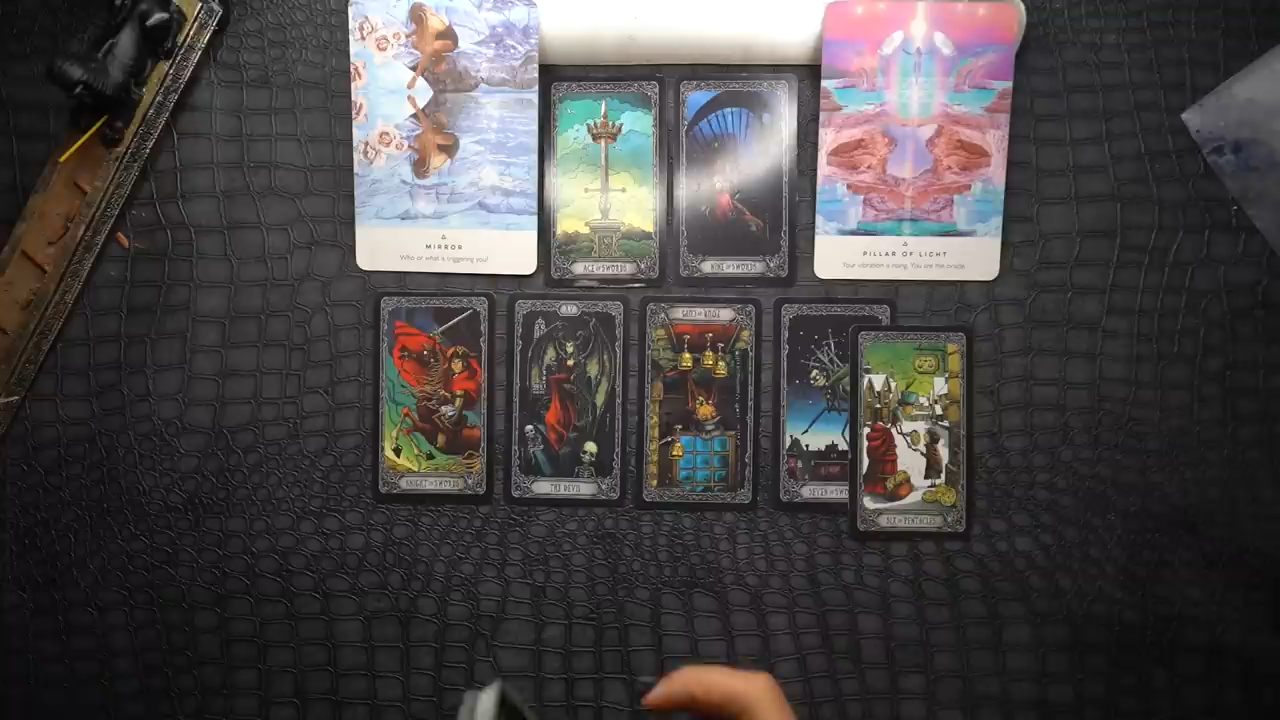 MIRROR
Who or what is triggering you?
ACE OF SWORDS
NINE OF SWORDS
PILLAR OF LIGHT
Your vibration is rising. You are the oracle.
KNIGHT OF SWORDS
XV
THE DEVIL
FOUR OF CUPS
SEVEN OF SWO
SIX OF PENTACLES